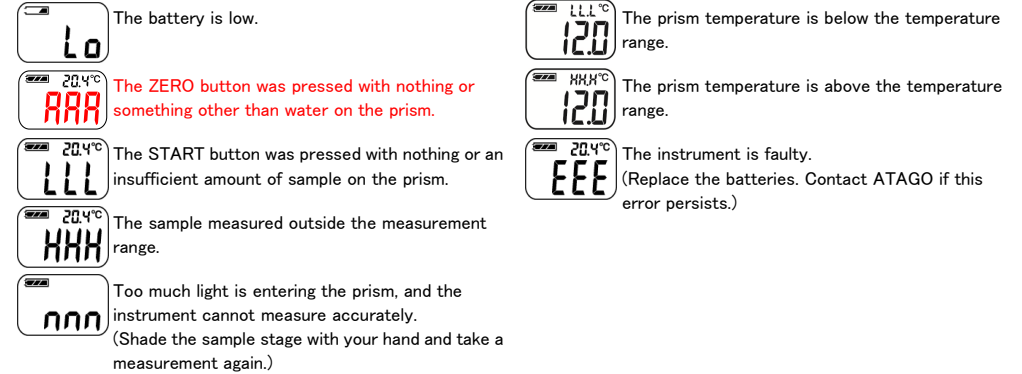 Lo
The battery is low.
20.4℃
AAA
The ZERO button was pressed with nothing or
something other than water on the prism.
20.4℃
LLL
The START button was pressed with nothing or an
insufficient amount of sample on the prism.
20.4℃
HHH
The sample measured outside the measurement
range.
nnn
Too much light is entering the prism, and the
instrument cannot measure accurately.
(Shade the sample stage with your hand and take a
measurement again.)
LL.L℃
12.0
The prism temperature is below the temperature
range.
HH.H℃
12.0
The prism temperature is above the temperature
range.
20.4℃
EEE
The instrument is faulty.
(Replace the batteries. Contact ATAGO if this
error persists.)